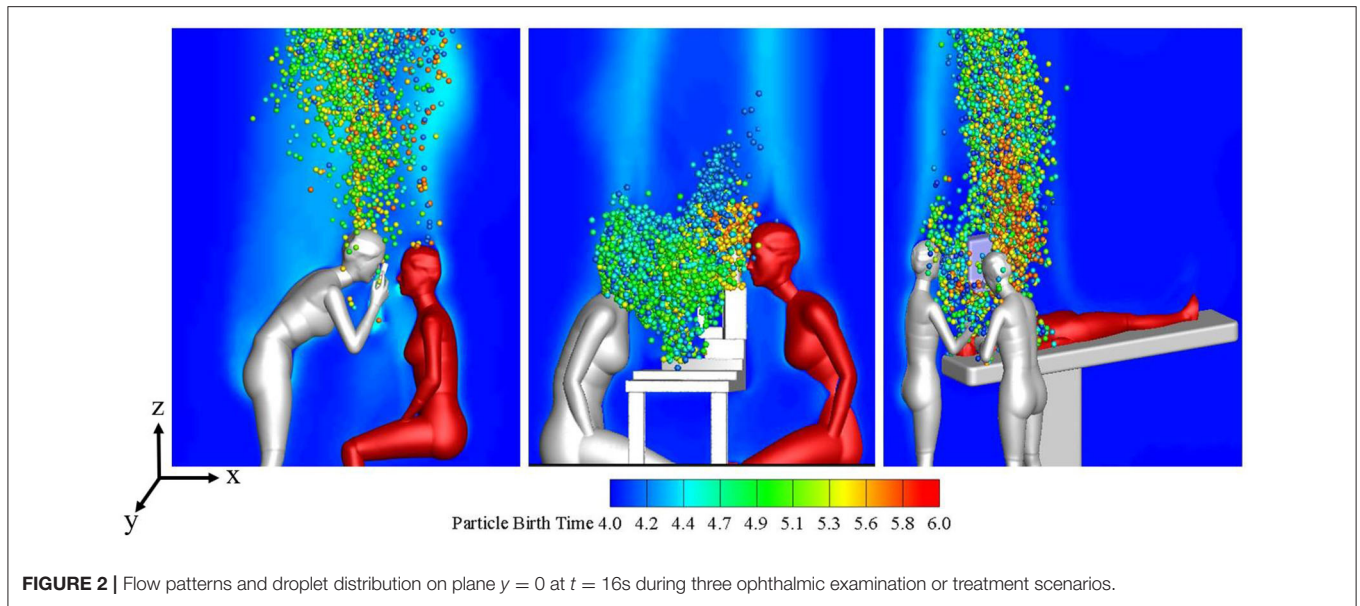 z
x
y
Particle Birth Time 4.0 4.2 4.4 4.7 4.9 5.1 5.3 5.6 5.8 6.0
FIGURE 2 | Flow patterns and droplet distribution on plane y = 0 at t = 16s during three ophthalmic examination or treatment scenarios.